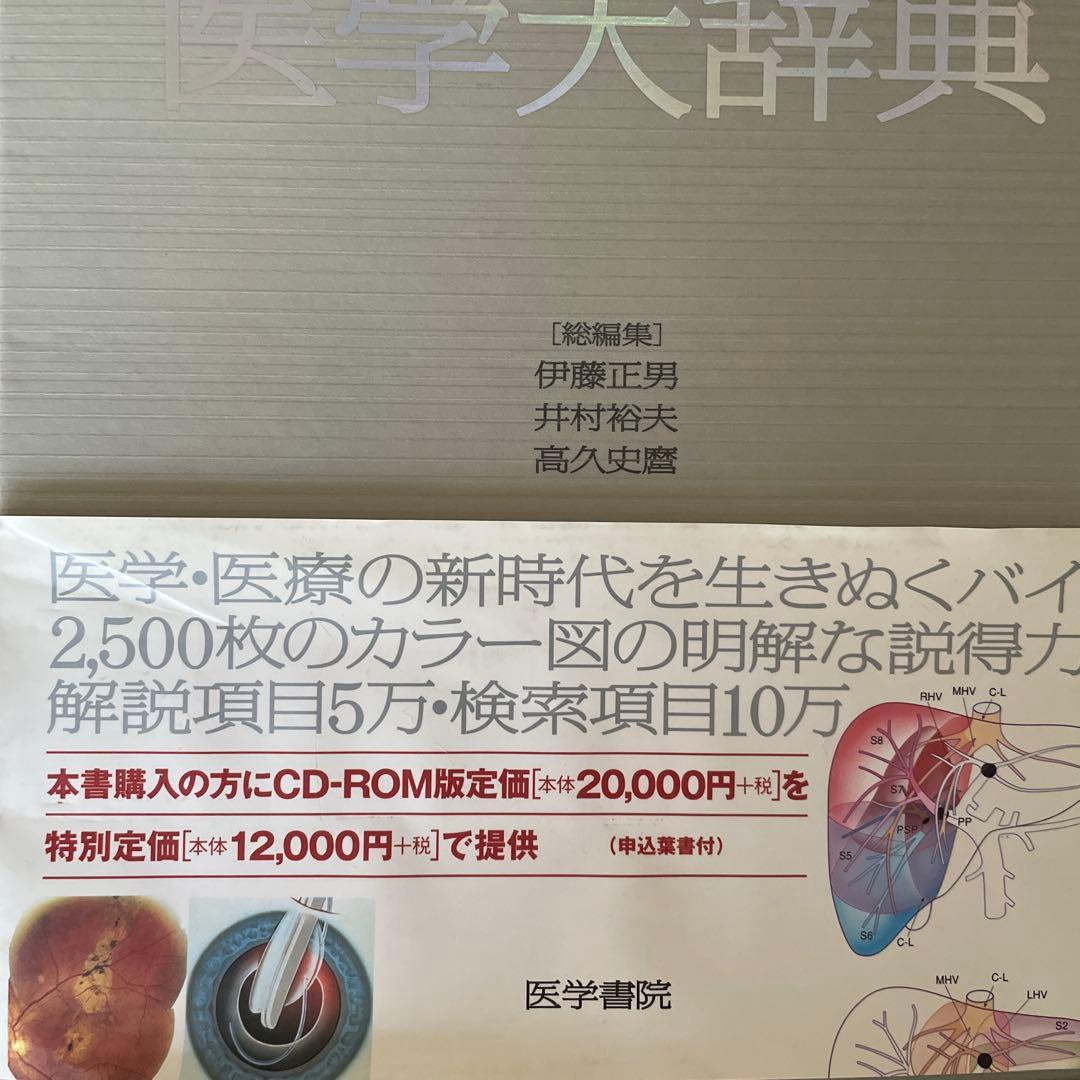 医学大辞典
[総編集]
伊藤正男
井村裕夫
高久史麿
医学・医療の新時代を生きぬくバイ
2,500枚のカラー図の明解な説得力
解説項目5万・検索項目10万
本書購入の方にCD-ROM版定価[本体20,000円+税]を
特別定価[本体12,000円+税]で提供 (申込葉書付)
RHV MHV C-L
S8
S7
PSP PP
S5
S6
C-L
医学書院
MHV C-L
LHV
S2